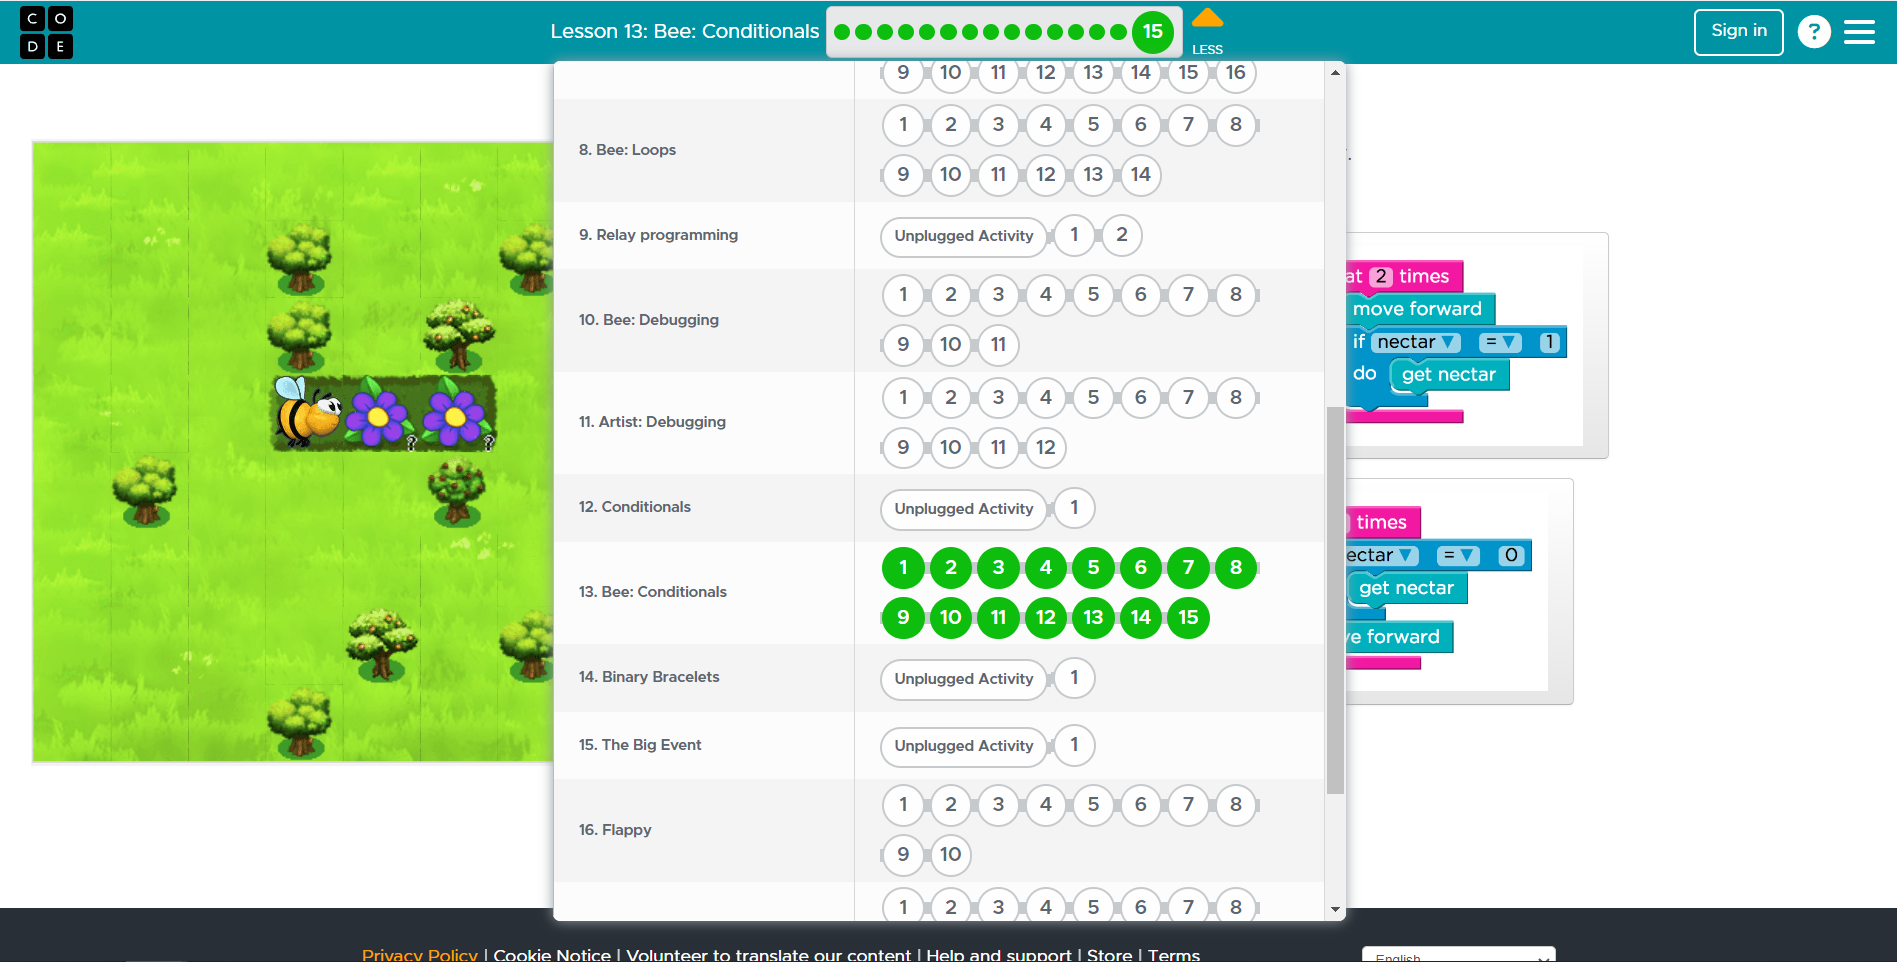 C O
D E
Lesson 13: Bee: Conditionals
15
LESS
Sign in
?
9 10 11 12 13 14 15 16
8. Bee: Loops
1 2 3 4 5 6 7 8
9 10 11 12 13 14
9. Relay programming
Unplugged Activity 1 2
10. Bee: Debugging
1 2 3 4 5 6 7 8
9 10 11
11. Artist: Debugging
1 2 3 4 5 6 7 8
9 10 11 12
12. Conditionals
Unplugged Activity 1
13. Bee: Conditionals
1 2 3 4 5 6 7 8
9 10 11 12 13 14 15
14. Binary Bracelets
Unplugged Activity 1
15. The Big Event
Unplugged Activity 1
16. Flappy
1 2 3 4 5 6 7 8
9 10
1 2 3 4 5 6 7 8
? ?
at 2 times
move forward
if nectar = 1
do get nectar
times
ectar = 0
get nectar
ve forward
Privacy Policy | Cookie Notice | Volunteer to translate our content | Help and support | Store | Terms
English